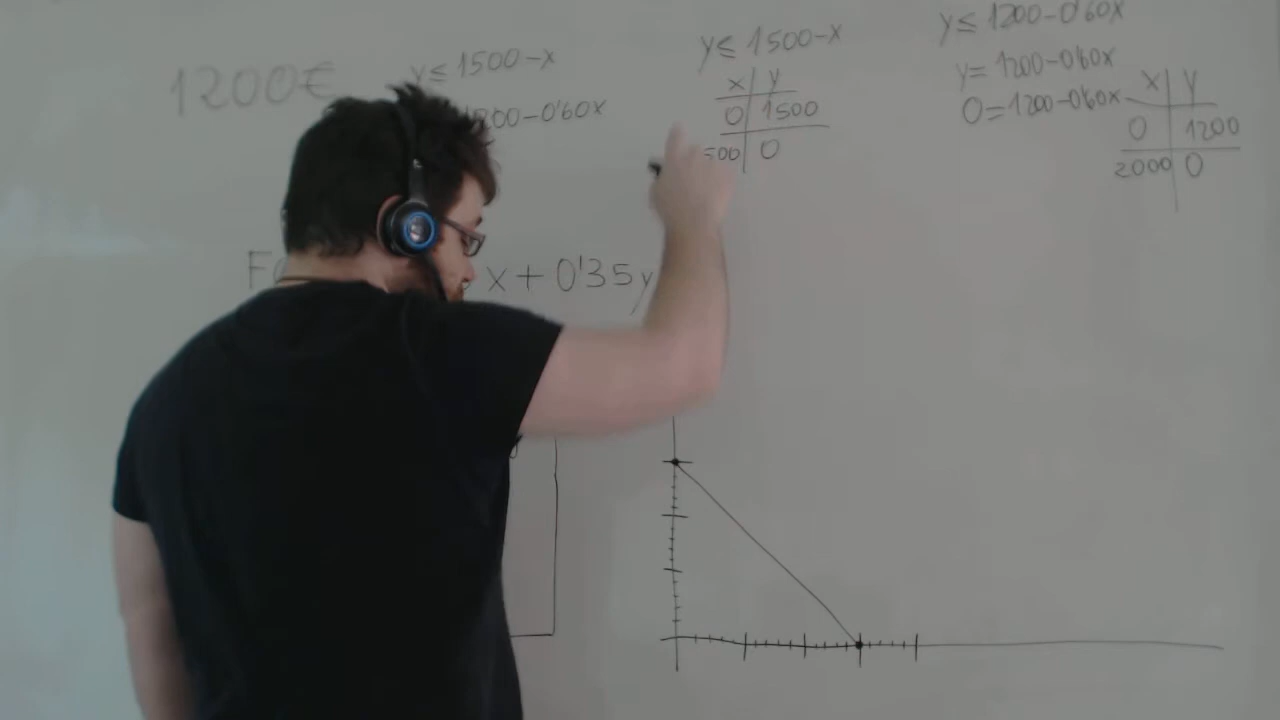 1200€
y≤ 1500-x
200-0'60x
x+0'35y
y≤ 1500-x
x y
0 1500
500 0
y≤ 1200-0'60x
y= 1200-0'60x
0=1200-0'60x
x y
0 1200
2000 0